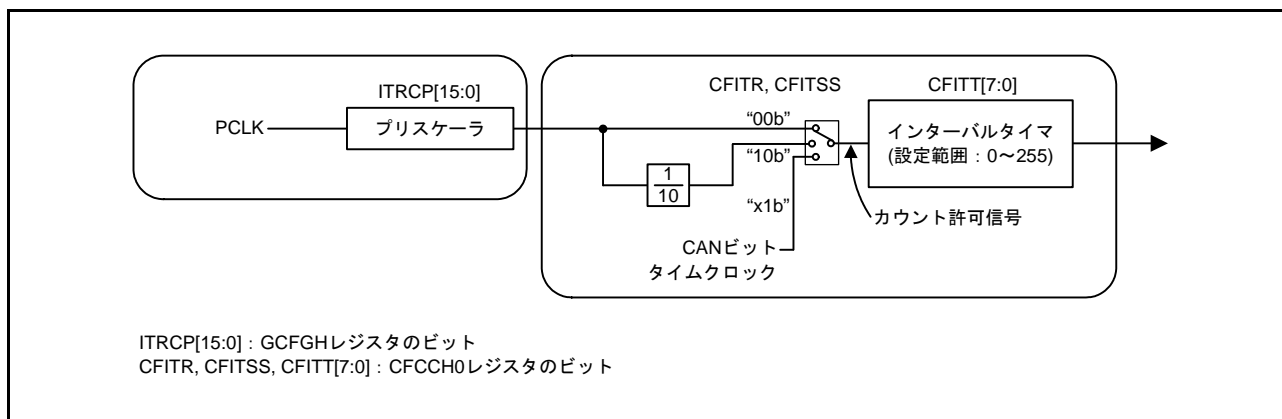 ITRCP[15:0]
PCLK
プリスケーラ
CFITR, CFITSS
CFITT[7:0]
“00b”
“10b”
“x1b”
1
10
インターバルタイマ
(設定範囲：0～255)
カウント許可信号
CANビット
タイムクロック
ITRCP[15:0]：GCFGHレジスタのビット
CFITR, CFITSS, CFITT[7:0]：CFCCH0レジスタのビット